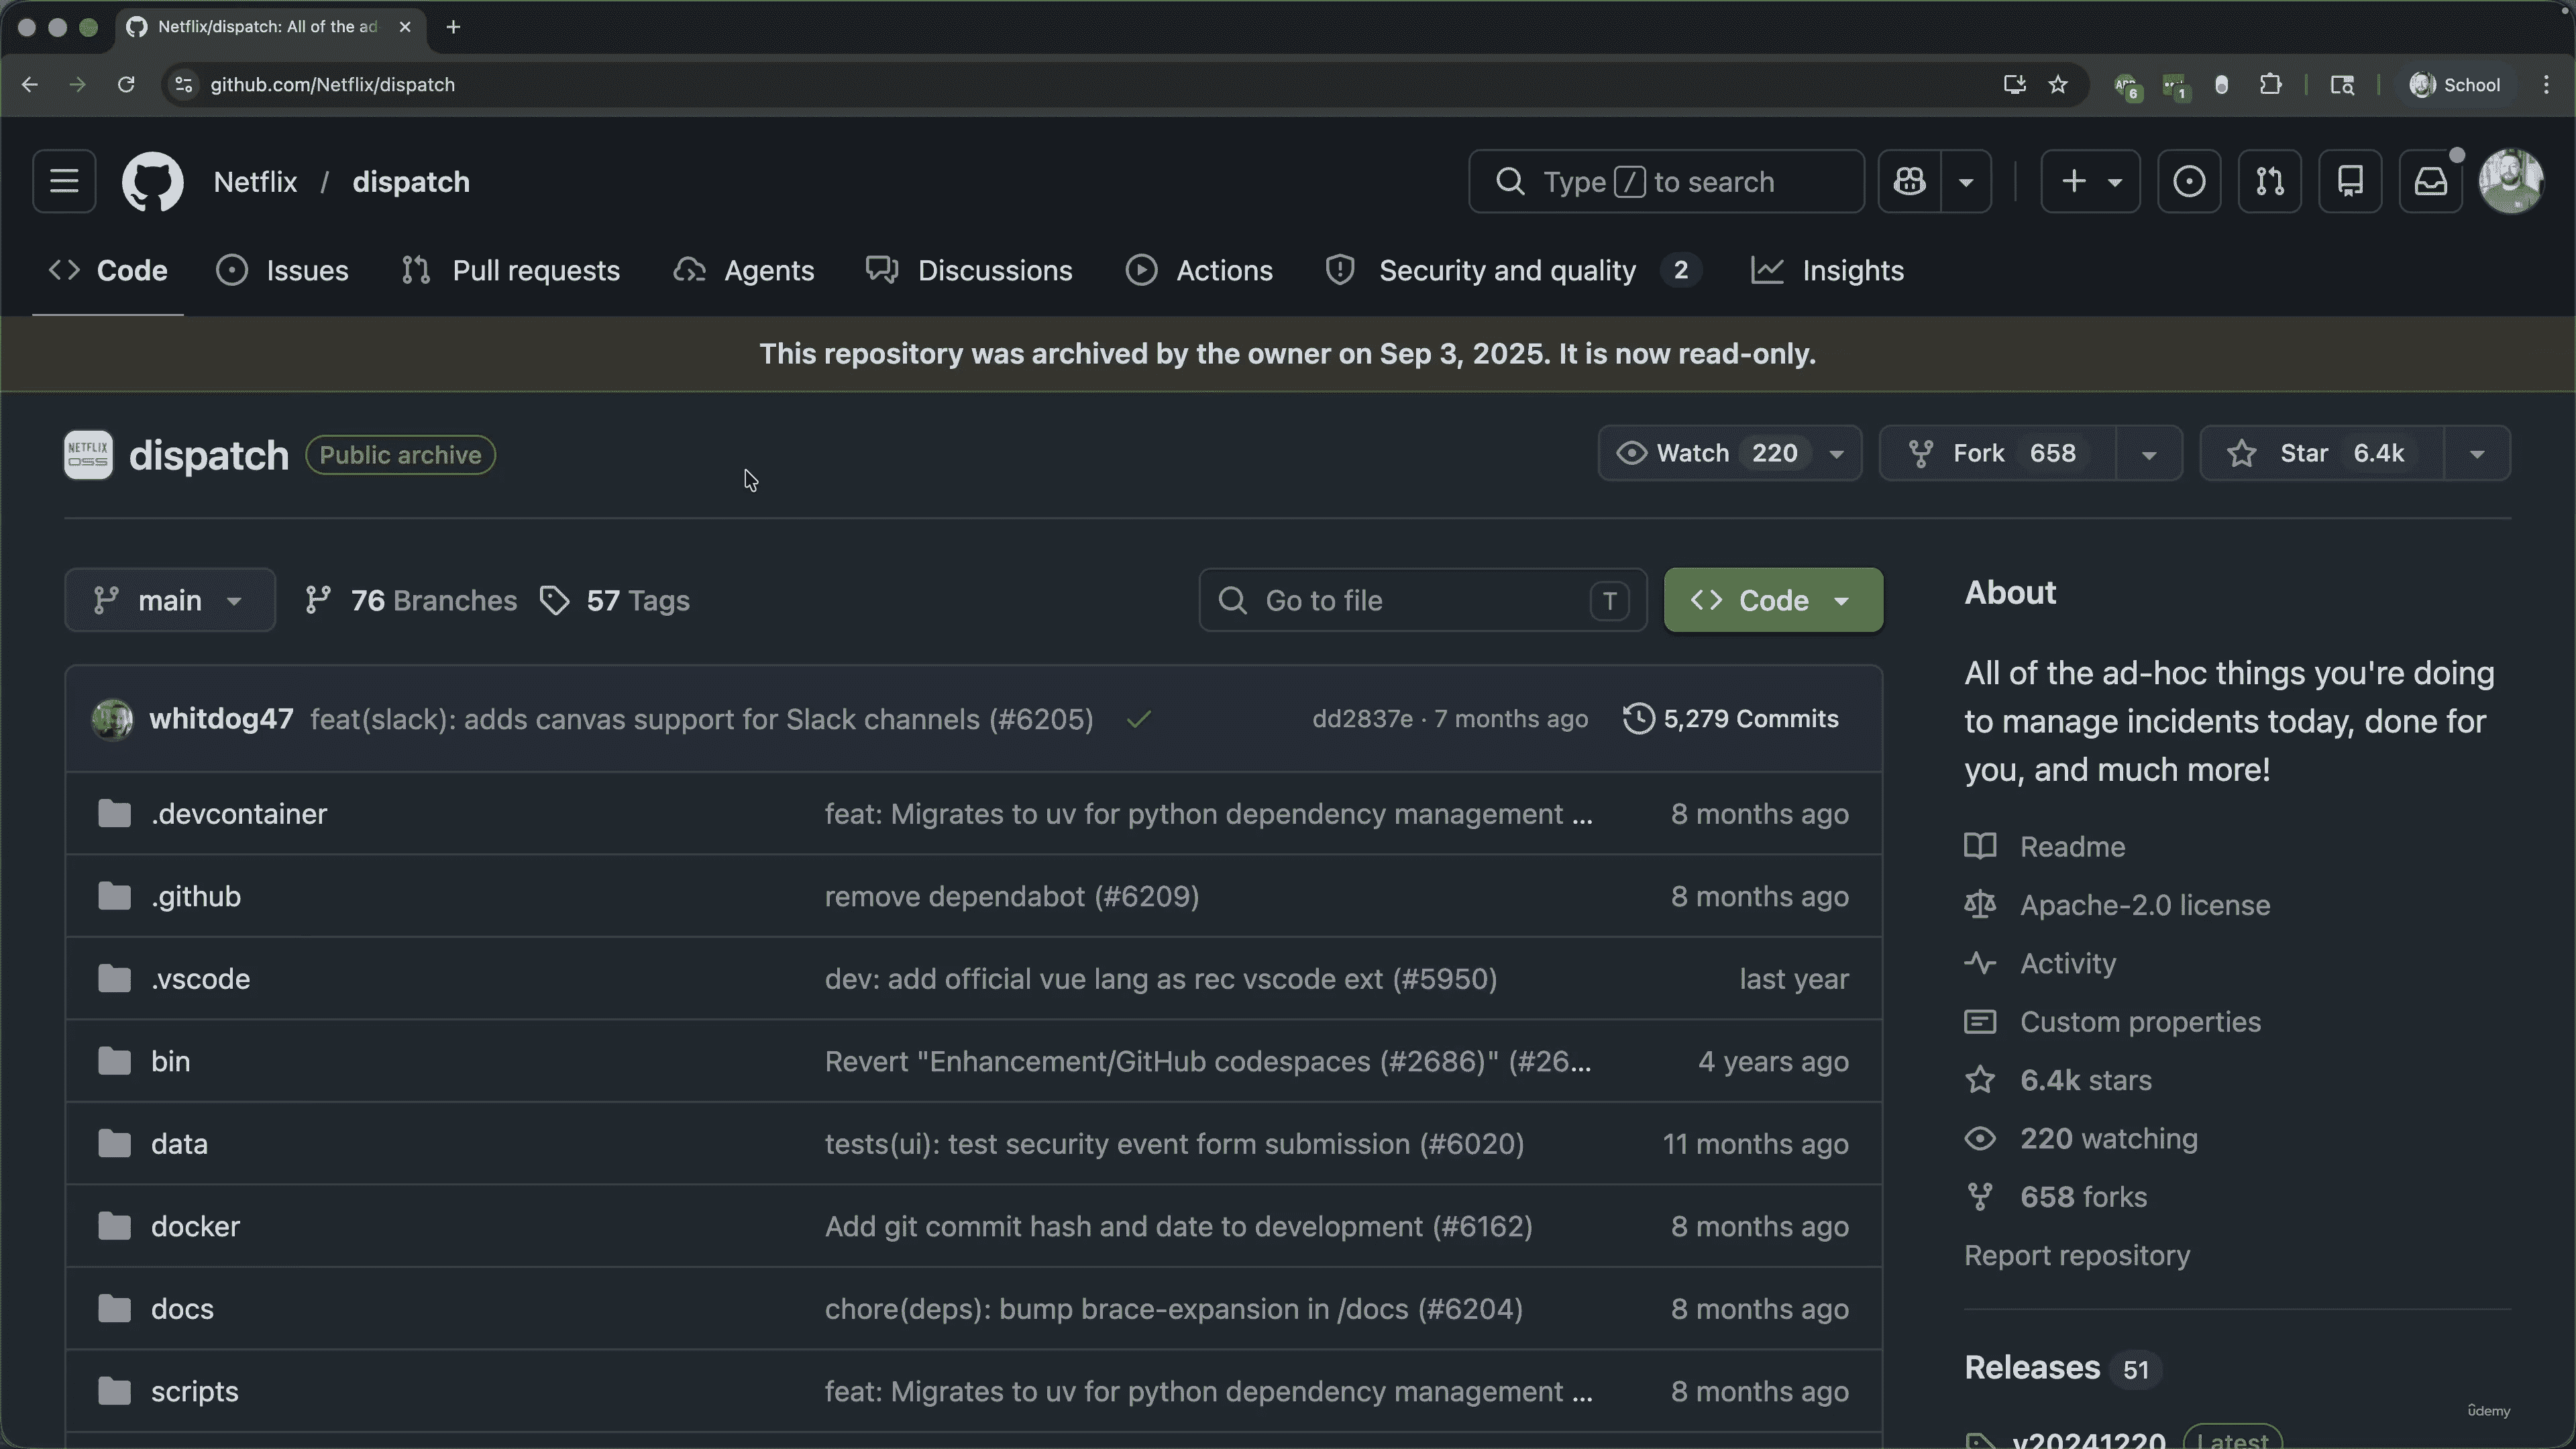 Netflix/dispatch: All of the ad
github.com/Netflix/dispatch
6
1
School
Netflix / dispatch
Type / to search
Code
Issues
Pull requests
Agents
Discussions
Actions
Security and quality 2
Insights
This repository was archived by the owner on Sep 3, 2025. It is now read-only.
NETFLIX
OSS
dispatch
Public archive
Watch 220
Fork 658
Star 6.4k
main
76 Branches
57 Tags
Go to file
T
Code
whitdog47 feat(slack): adds canvas support for Slack channels (#6205)
dd2837e · 7 months ago
5,279 Commits
.devcontainer feat: Migrates to uv for python dependency management ... 8 months ago
.github remove dependabot (#6209) 8 months ago
.vscode dev: add official vue lang as rec vscode ext (#5950) last year
bin Revert "Enhancement/GitHub codespaces (#2686)" (#26... 4 years ago
data tests(ui): test security event form submission (#6020) 11 months ago
docker Add git commit hash and date to development (#6162) 8 months ago
docs chore(deps): bump brace-expansion in /docs (#6204) 8 months ago
scripts feat: Migrates to uv for python dependency management ... 8 months ago
About
All of the ad-hoc things you're doing
to manage incidents today, done for
you, and much more!
Readme
Apache-2.0 license
Activity
Custom properties
6.4k stars
220 watching
658 forks
Report repository
Releases 51
v20241220 Latest
ûdemy